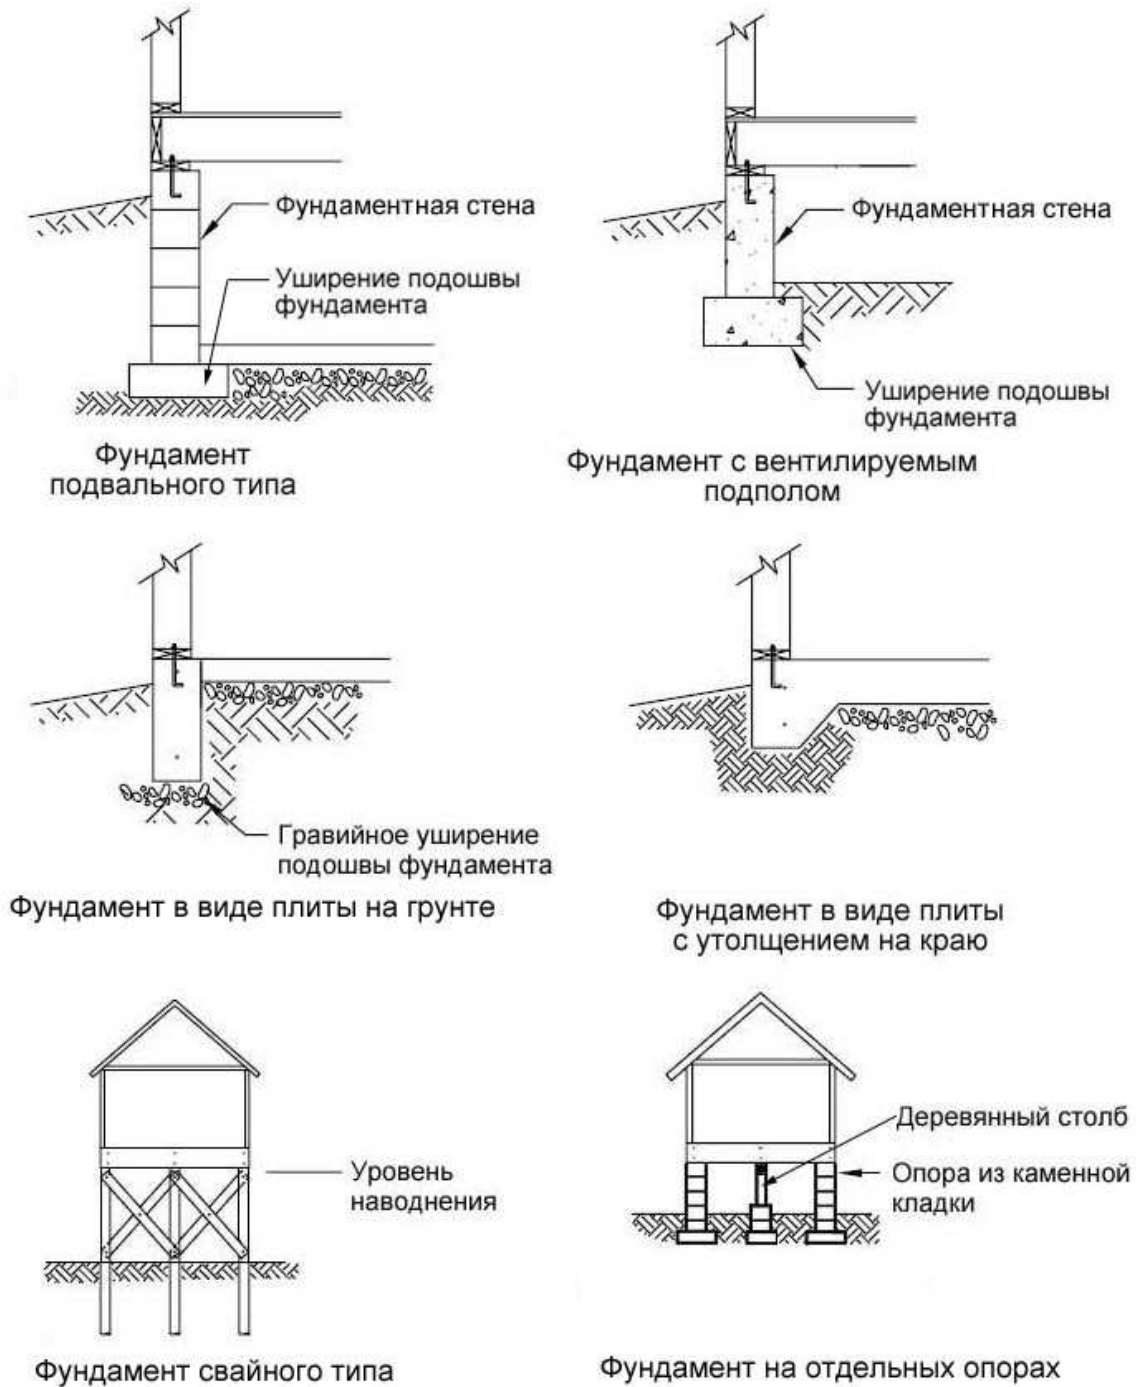 Фундаментная стена
Уширение подошвы
фундамента
Фундамент
подвального типа
Фундаментная стена
Уширение подошвы
фундамента
Фундамент с вентилируемым
подполом
Гравийное уширение
подошвы фундамента
Фундамент в виде плиты на грунте
Фундамент в виде плиты
с утолщением на краю
Уровень
наводнения
Фундамент свайного типа
Деревянный столб
Опора из каменной
кладки
Фундамент на отдельных опорах